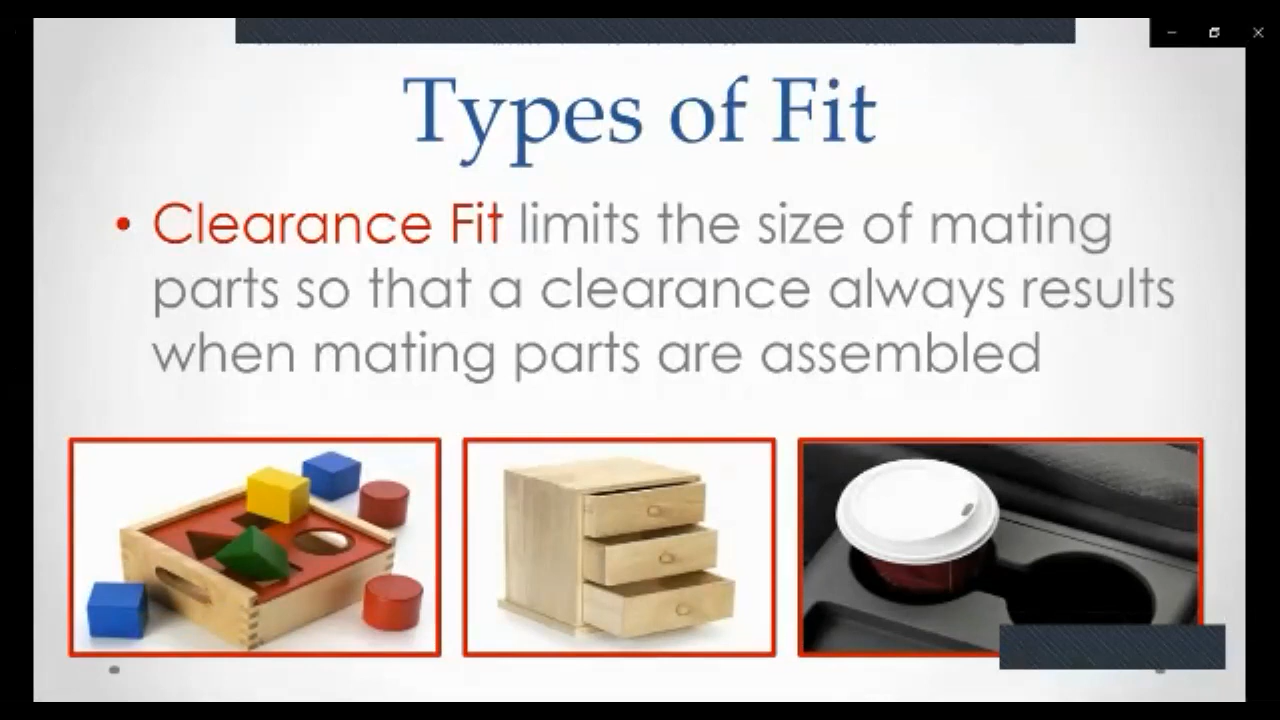 Types of Fit
• Clearance Fit limits the size of mating
parts so that a clearance always results
when mating parts are assembled